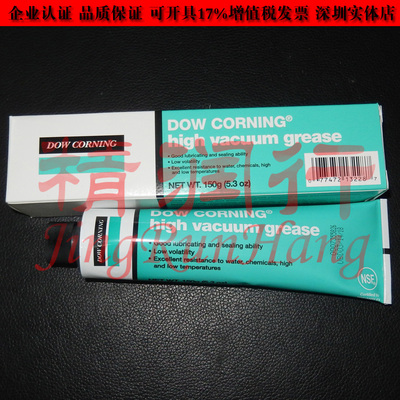 企业认证 品质保证 可开具17%增值税发票 深圳实体店
DOW CORNING
DOW CORNING®
high vacuum grease
• Good lubricating and sealing ability
• Low volatility
• Excellent resistance to water, chemicals, high
and low temperatures
NET WT. 150g (5.3 oz)
精润行
JingRunHang
DOW CORNING
DOW CORNING®
high vacuum grease
• Good lubricating and sealing ability
• Low volatility
• Excellent resistance to water, chemicals, high
and low temperatures
NSE